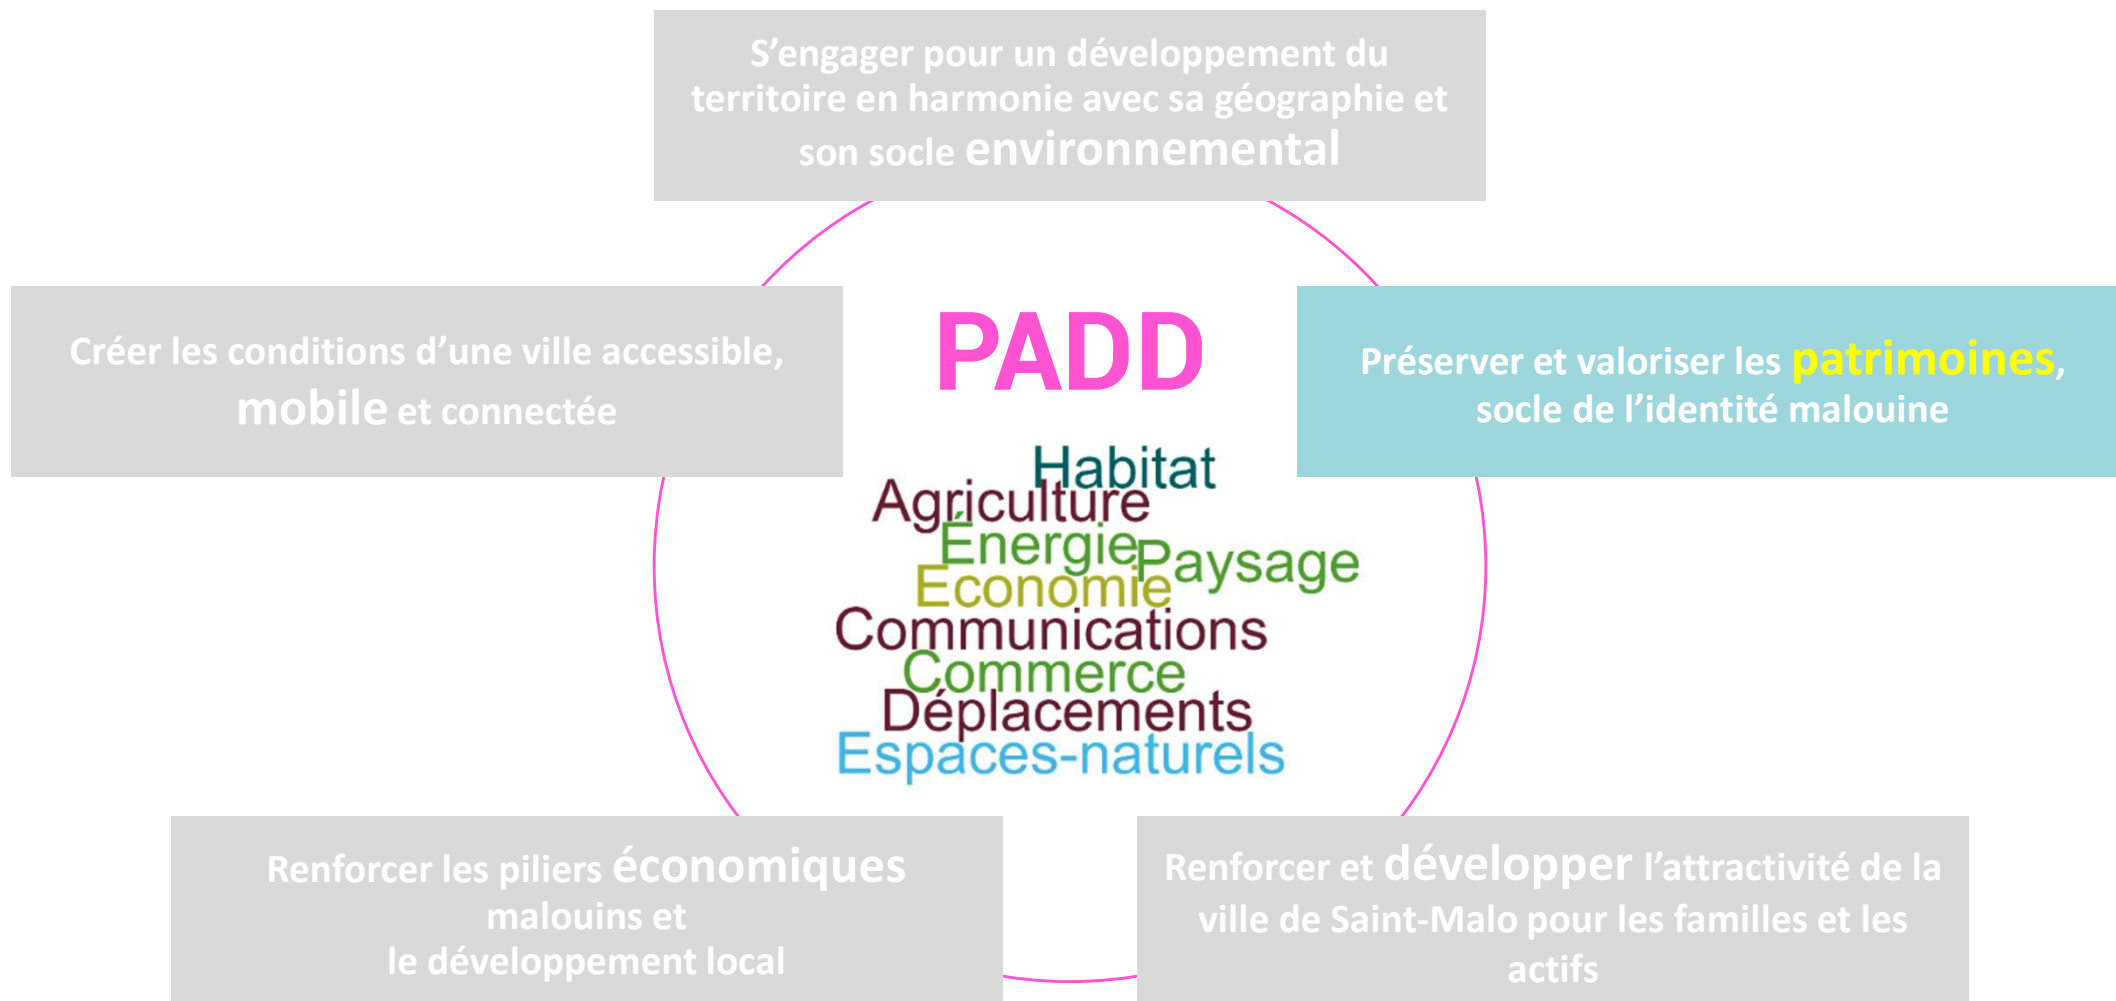 S’engager pour un développement du
territoire en harmonie avec sa géographie et
son socle environnemental
Créer les conditions d’une ville accessible,
mobile et connectée
PADD
Préserver et valoriser les patrimoines,
socle de l’identité malouine
Habitat
Agriculture
Énergie
Paysage
Economie
Communications
Commerce
Déplacements
Espaces-naturels
Renforcer les piliers économiques
malouins et
le développement local
Renforcer et développer l’attractivité de la
ville de Saint-Malo pour les familles et les
actifs